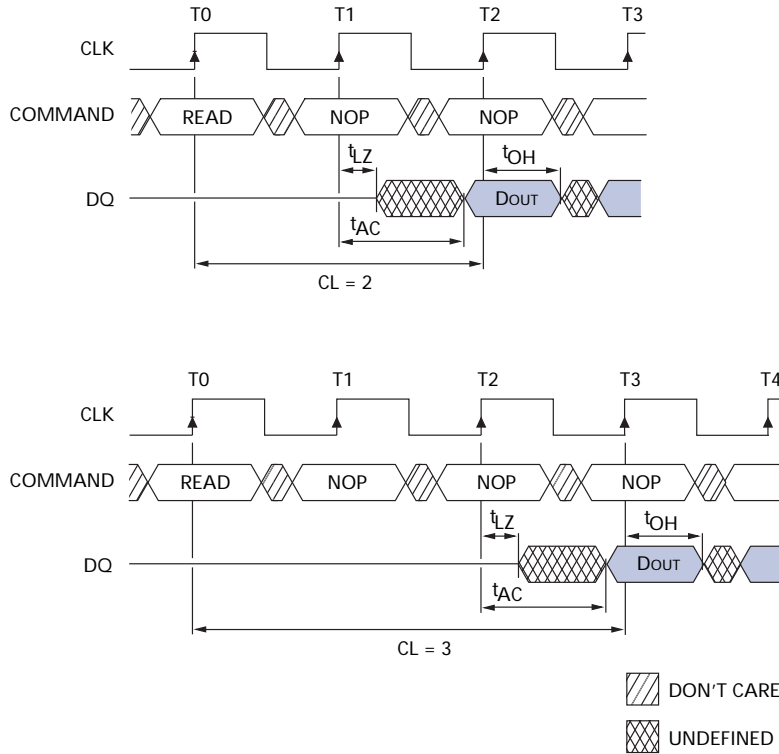 T0 T1 T2 T3
CLK
COMMAND READ NOP NOP
tLZ tOH
DQ DOUT
tAC
CL = 2
T0 T1 T2 T3 T4
CLK
COMMAND READ NOP NOP NOP
tLZ tOH
DQ DOUT
tAC
CL = 3
DON'T CARE
UNDEFINED